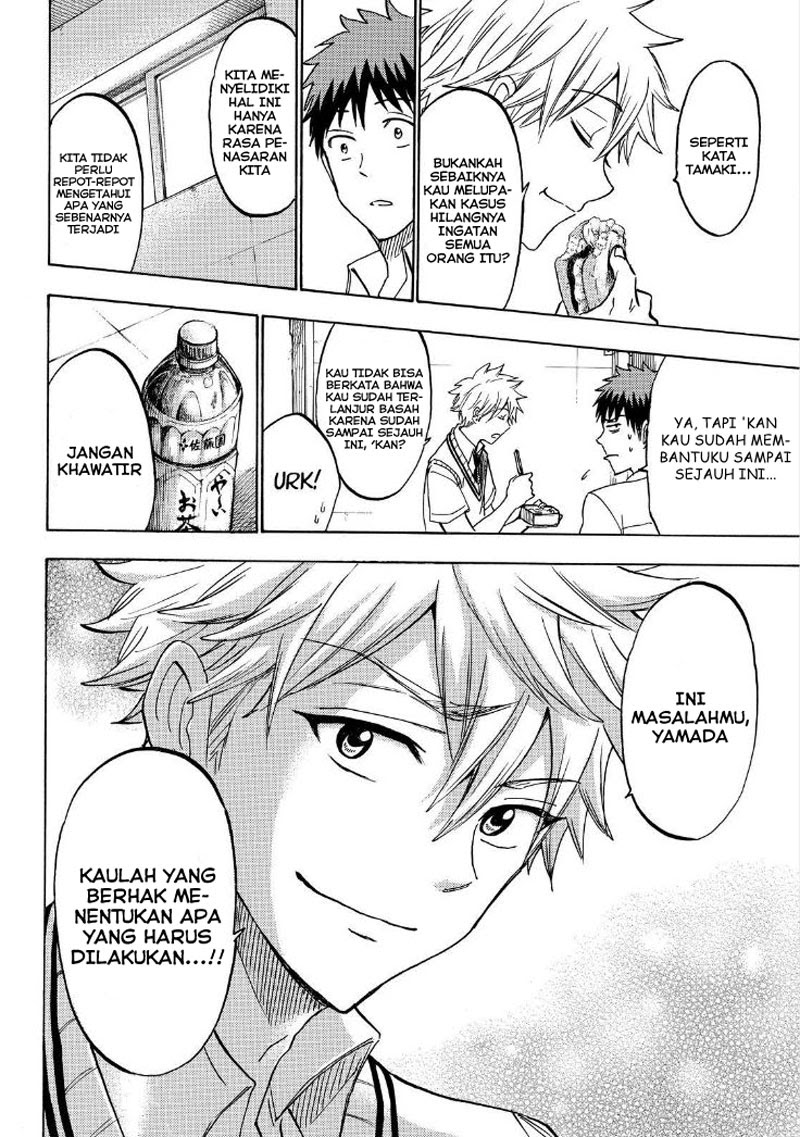 SEPERTI
KATA
TAMAKI...
BUKANKAH
SEBAIKNYA
KAU MELUPA-
KAN KASUS
HILANGNYA
INGATAN
SEMUA
ORANG ITU?
KITA ME-
NYELIDIKI
HAL INI
HANYA
KARENA
RASA PE-
NASARAN
KITA
KITA TIDAK
PERLU
REPOT-REPOT
MENGETAHUI
APA YANG
SEBENARNYA
TERJADI
YA, TAPI 'KAN
KAU SUDAH MEM-
BANTUKU SAMPAI
SEJAUH INI...
KAU TIDAK BISA
BERKATA BAHWA
KAU SUDAH TER-
LANJUR BASAH
KARENA SUDAH
SAMPAI SEJAUH
INI, 'KAN?
URK!
JANGAN
KHAWATIR
お茶
INI
MASALAHMU,
YAMADA
KAULAH YANG
BERHAK ME-
NENTUKAN APA
YANG HARUS
DILAKUKAN...!!